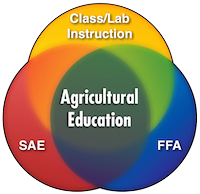 Class/Lab
Instruction
Agricultural
Education
SAE
FFA